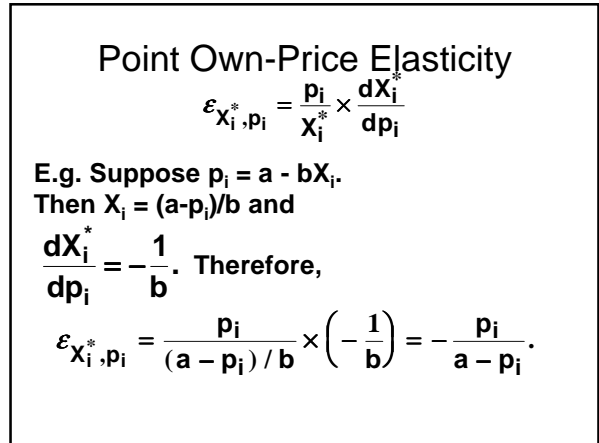 Point Own-Price Elasticity
ε_{X_i^*,p_i} = p_i / X_i^* × dX_i^* / dp_i
E.g. Suppose p_i = a - bX_i.
Then X_i = (a-p_i)/b and
dX_i^* / dp_i = − 1 / b. Therefore,
ε_{X_i^*,p_i} = p_i / ((a − p_i) / b) × (− 1 / b) = − p_i / (a − p_i).